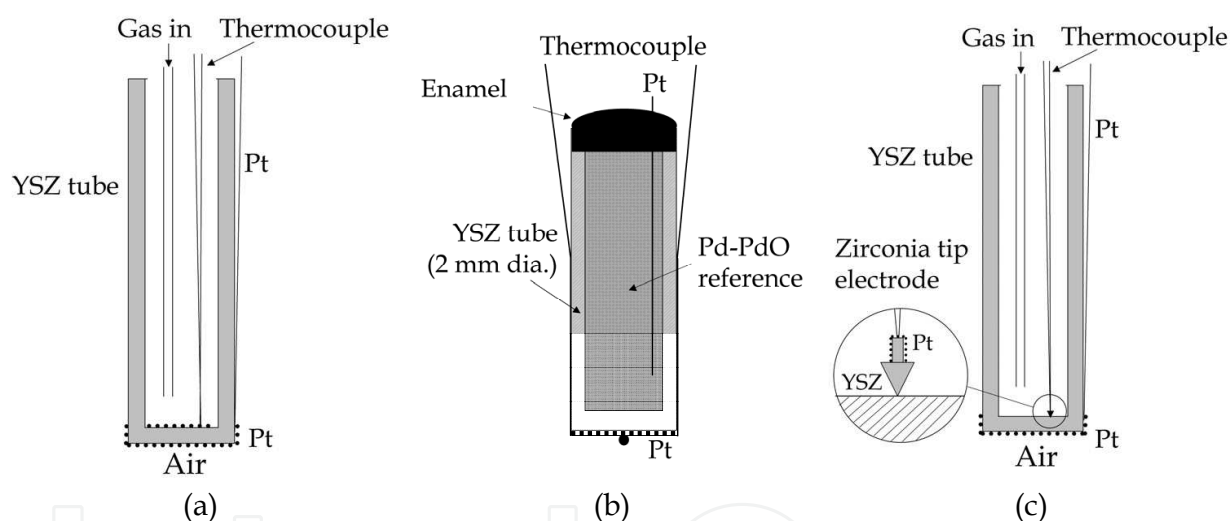 Gas in
Thermocouple
YSZ tube
Pt
Pt
Air
(a)
Thermocouple
Pt
Enamel
YSZ tube
(2 mm dia.)
Pd-PdO
reference
Pt
(b)
Gas in
Thermocouple
Pt
YSZ tube
Zirconia tip
electrode
Pt
YSZ
Pt
Air
(c)